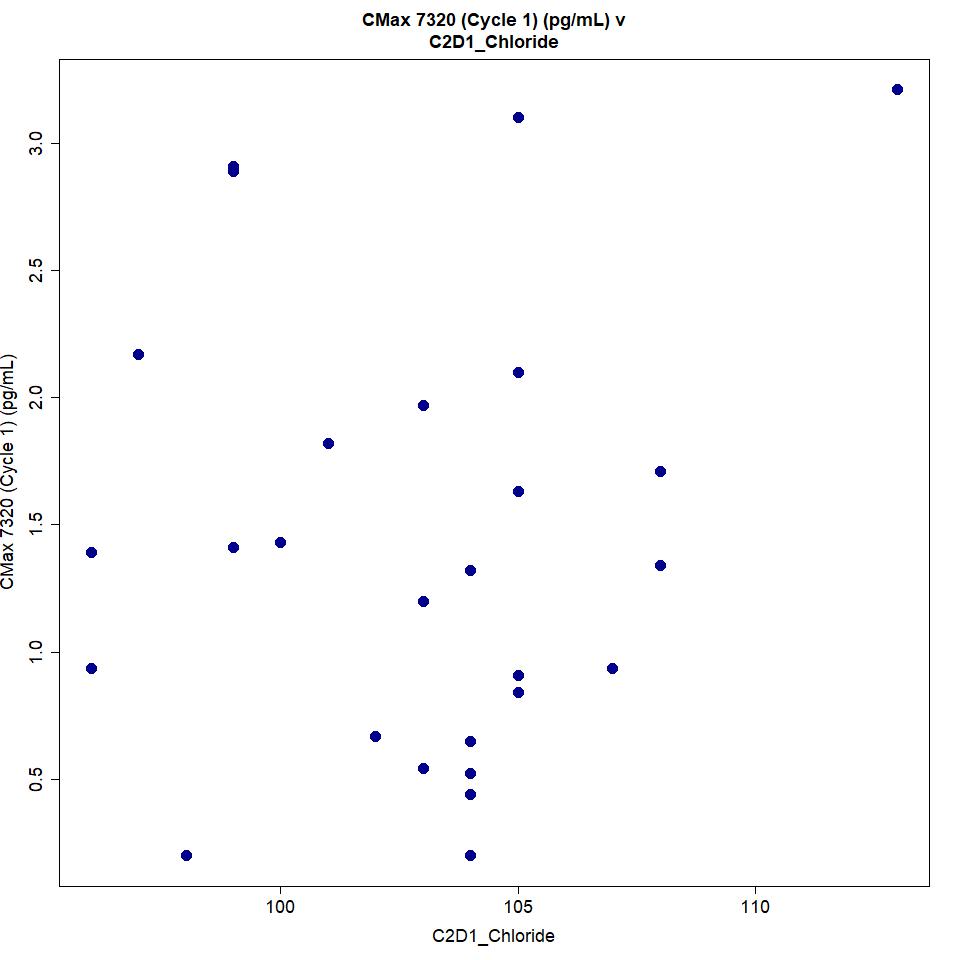 CMax 7320 (Cycle 1) (pg/mL) v
C2D1_Chloride
3.0
2.5
2.0
1.5
1.0
0.5
CMax 7320 (Cycle 1) (pg/mL)
100
105
110
C2D1_Chloride